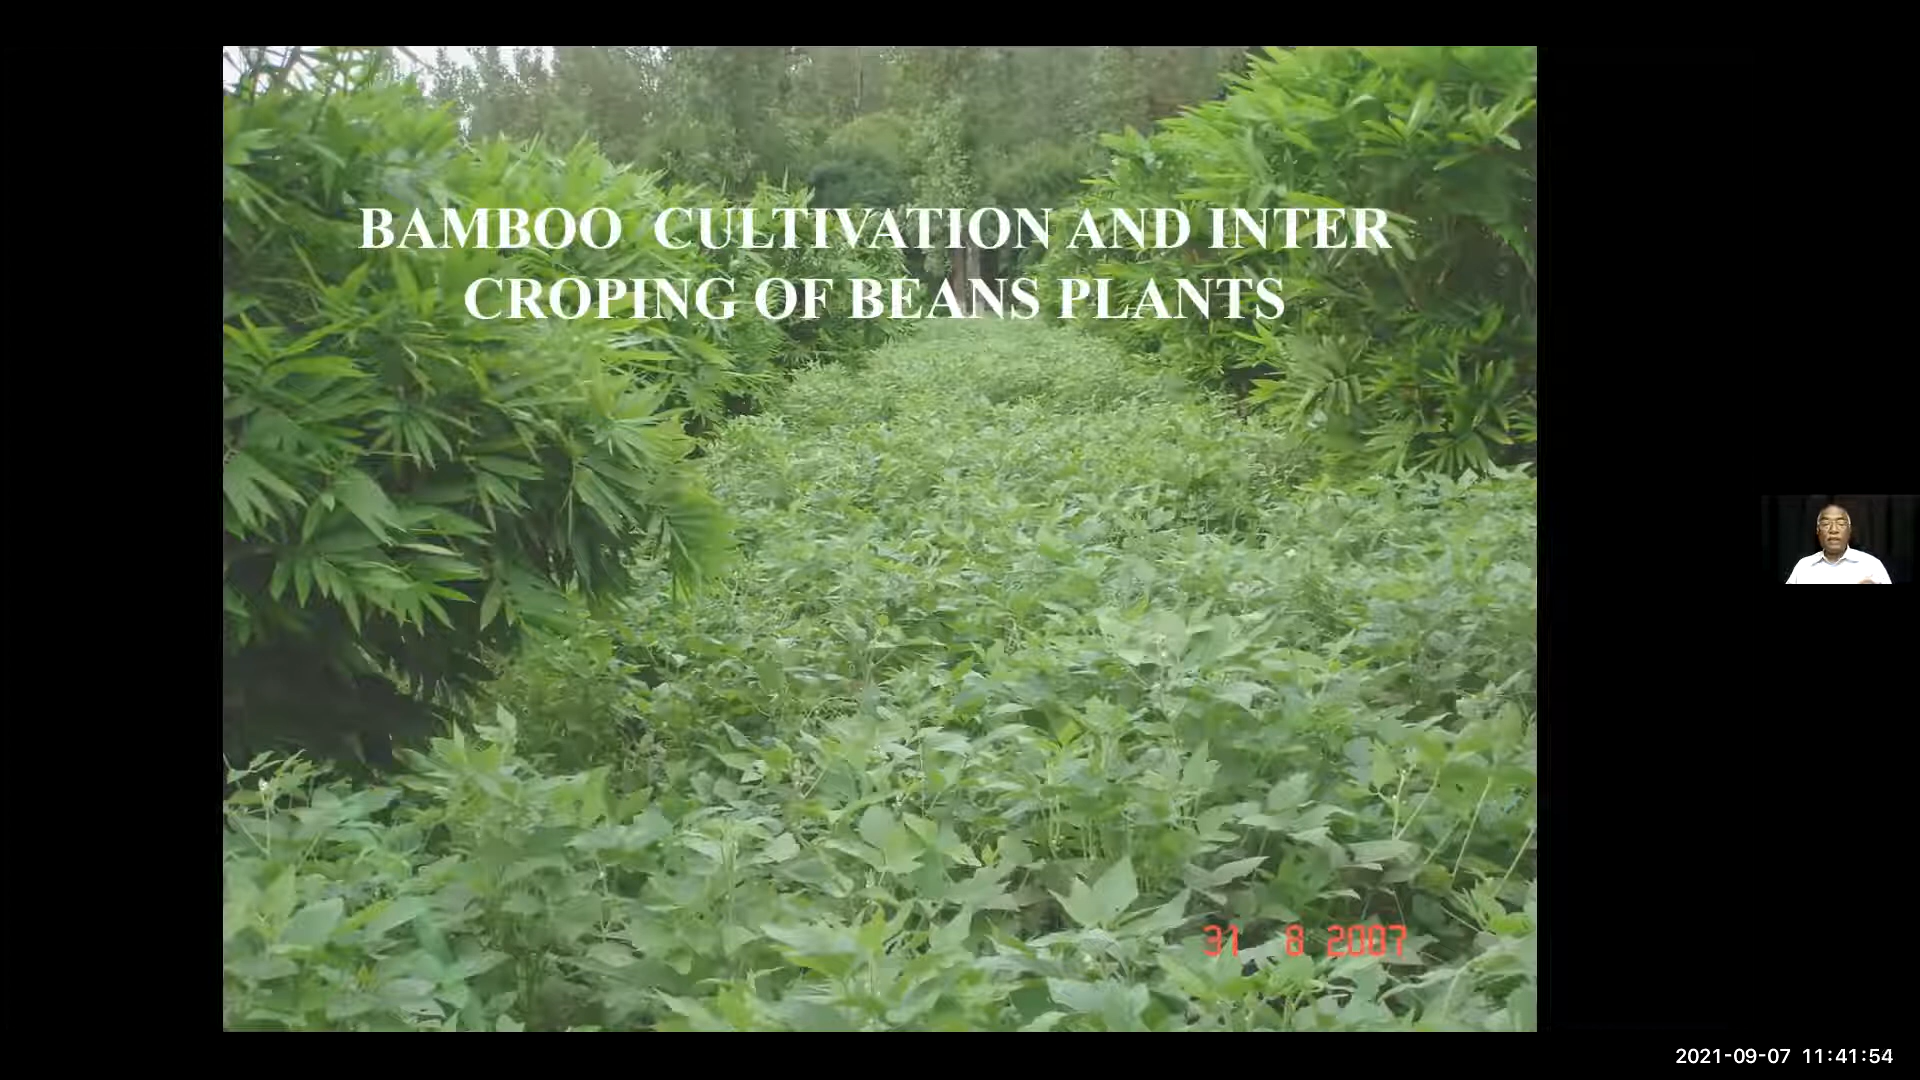 BAMBOO CULTIVATION AND INTER
CROPING OF BEANS PLANTS
31 8 2007
2021-09-07 11:41:54